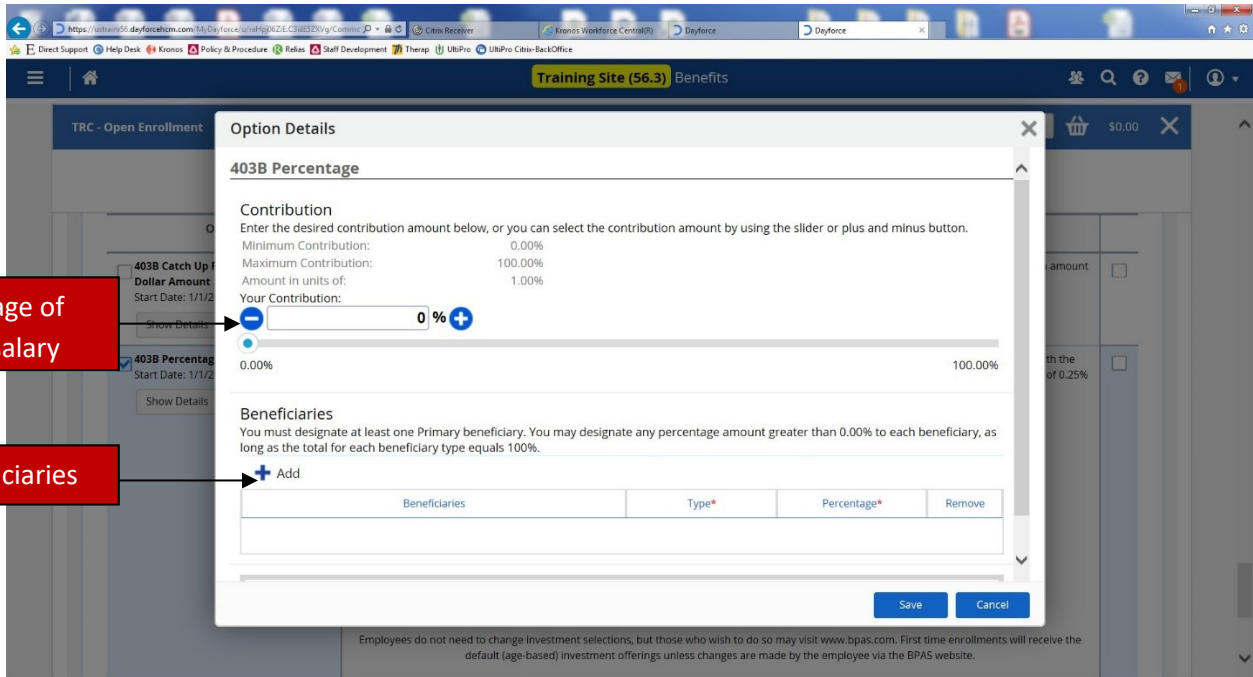 https://ustrain56.dayforcehcm.com/MyDayforce/u/
Citrix Receiver
Kronos Workforce Central(R)
Dayforce
Dayforce
Direct Support
Help Desk
Kronos
Policy & Procedure
Relias
Staff Development
Therap
UltiPro
UltiPro Citrix-BackOffice
Training Site (56.3) Benefits
1
TRC - Open Enrollment
$0.00
Option Details
403B Percentage
Contribution
Enter the desired contribution amount below, or you can select the contribution amount by using the slider or plus and minus button.
Minimum Contribution: 0.00%
Maximum Contribution: 100.00%
Amount in units of: 1.00%
Your Contribution:
0 %
0.00% 100.00%
Beneficiaries
You must designate at least one Primary beneficiary. You may designate any percentage amount greater than 0.00% to each beneficiary, as
long as the total for each beneficiary type equals 100%.
Add
Beneficiaries Type* Percentage* Remove
Save Cancel
403B Catch Up
Dollar Amount
Start Date: 1/1/2
Show Details
amount
403B Percentag
Start Date: 1/1/2
Show Details
th the
of 0.25%
age of
salary
ciaries
Employees do not need to change investment selections, but those who wish to do so may visit www.bpas.com. First time enrollments will receive the
default (age-based) investment offerings unless changes are made by the employee via the BPAS website.